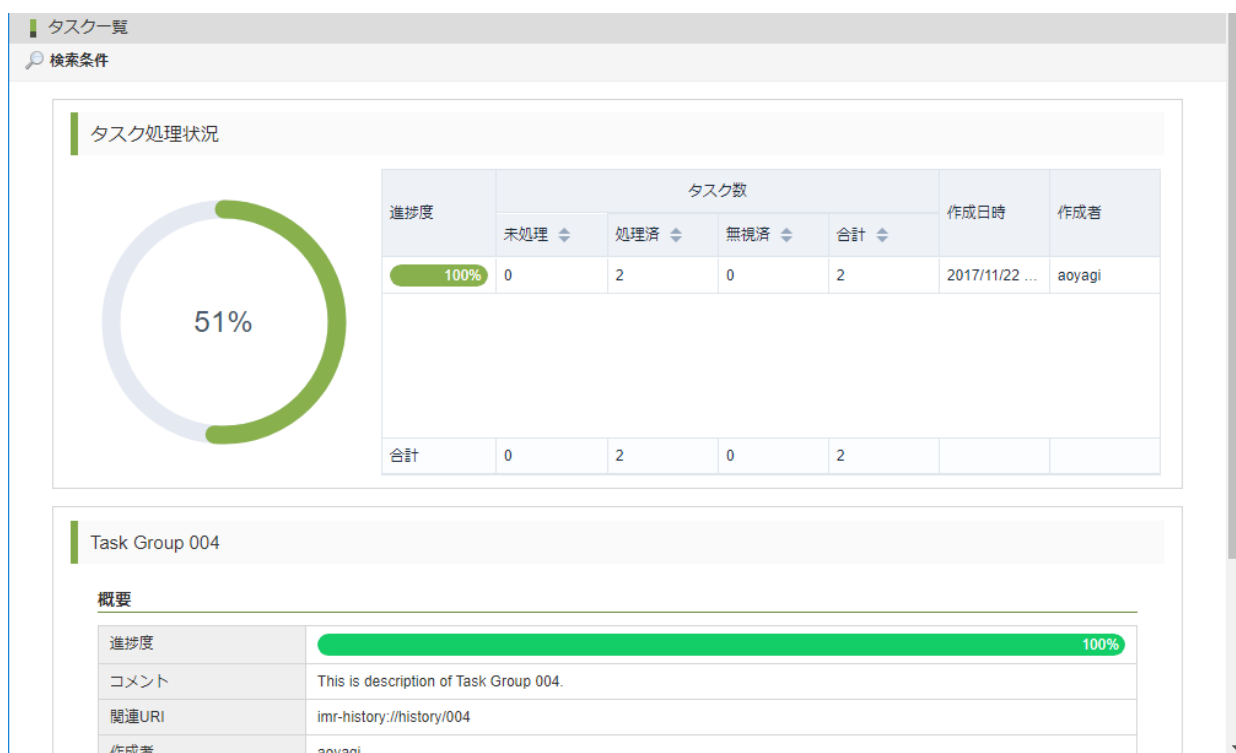 タスク一覧
検索条件
タスク処理状況
51%
進捗度 タスク数 作成日時 作成者
未処理 処理済 無視済 合計
100% 0 2 0 2 2017/11/22 ... aoyagi
合計 0 2 0 2
Task Group 004
概要
進捗度 100%
コメント This is description of Task Group 004.
関連URI imr-history://history/004
作成者 aoyagi